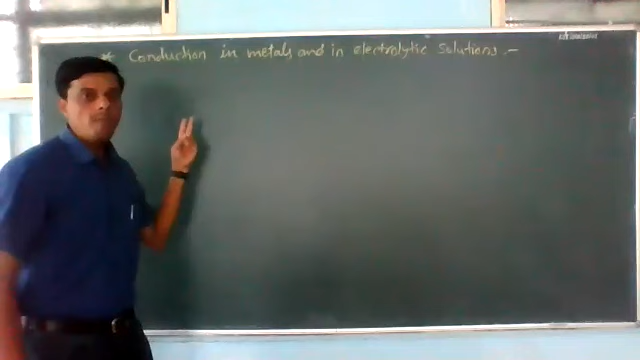 * Conduction in metals and in electrolytic solutions :-